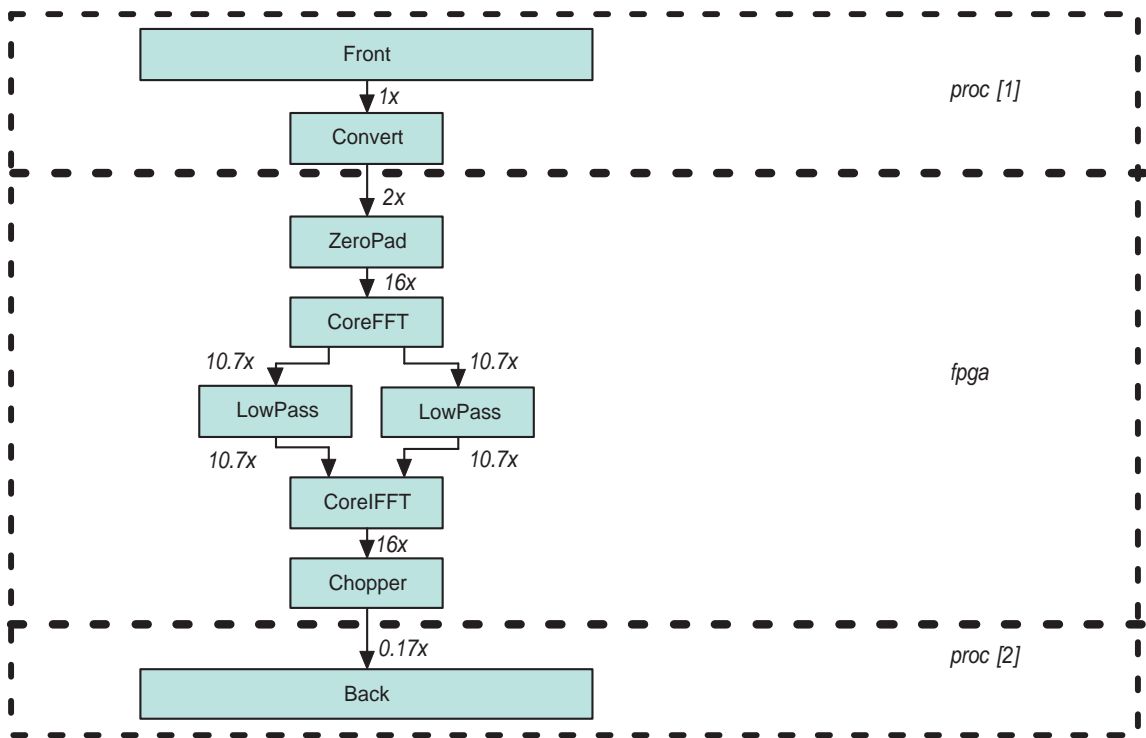 Front
proc [1]
1x
Convert
2x
ZeroPad
16x
CoreFFT
10.7x
10.7x
fpga
LowPass
LowPass
10.7x
10.7x
CoreIFFT
16x
Chopper
0.17x
proc [2]
Back